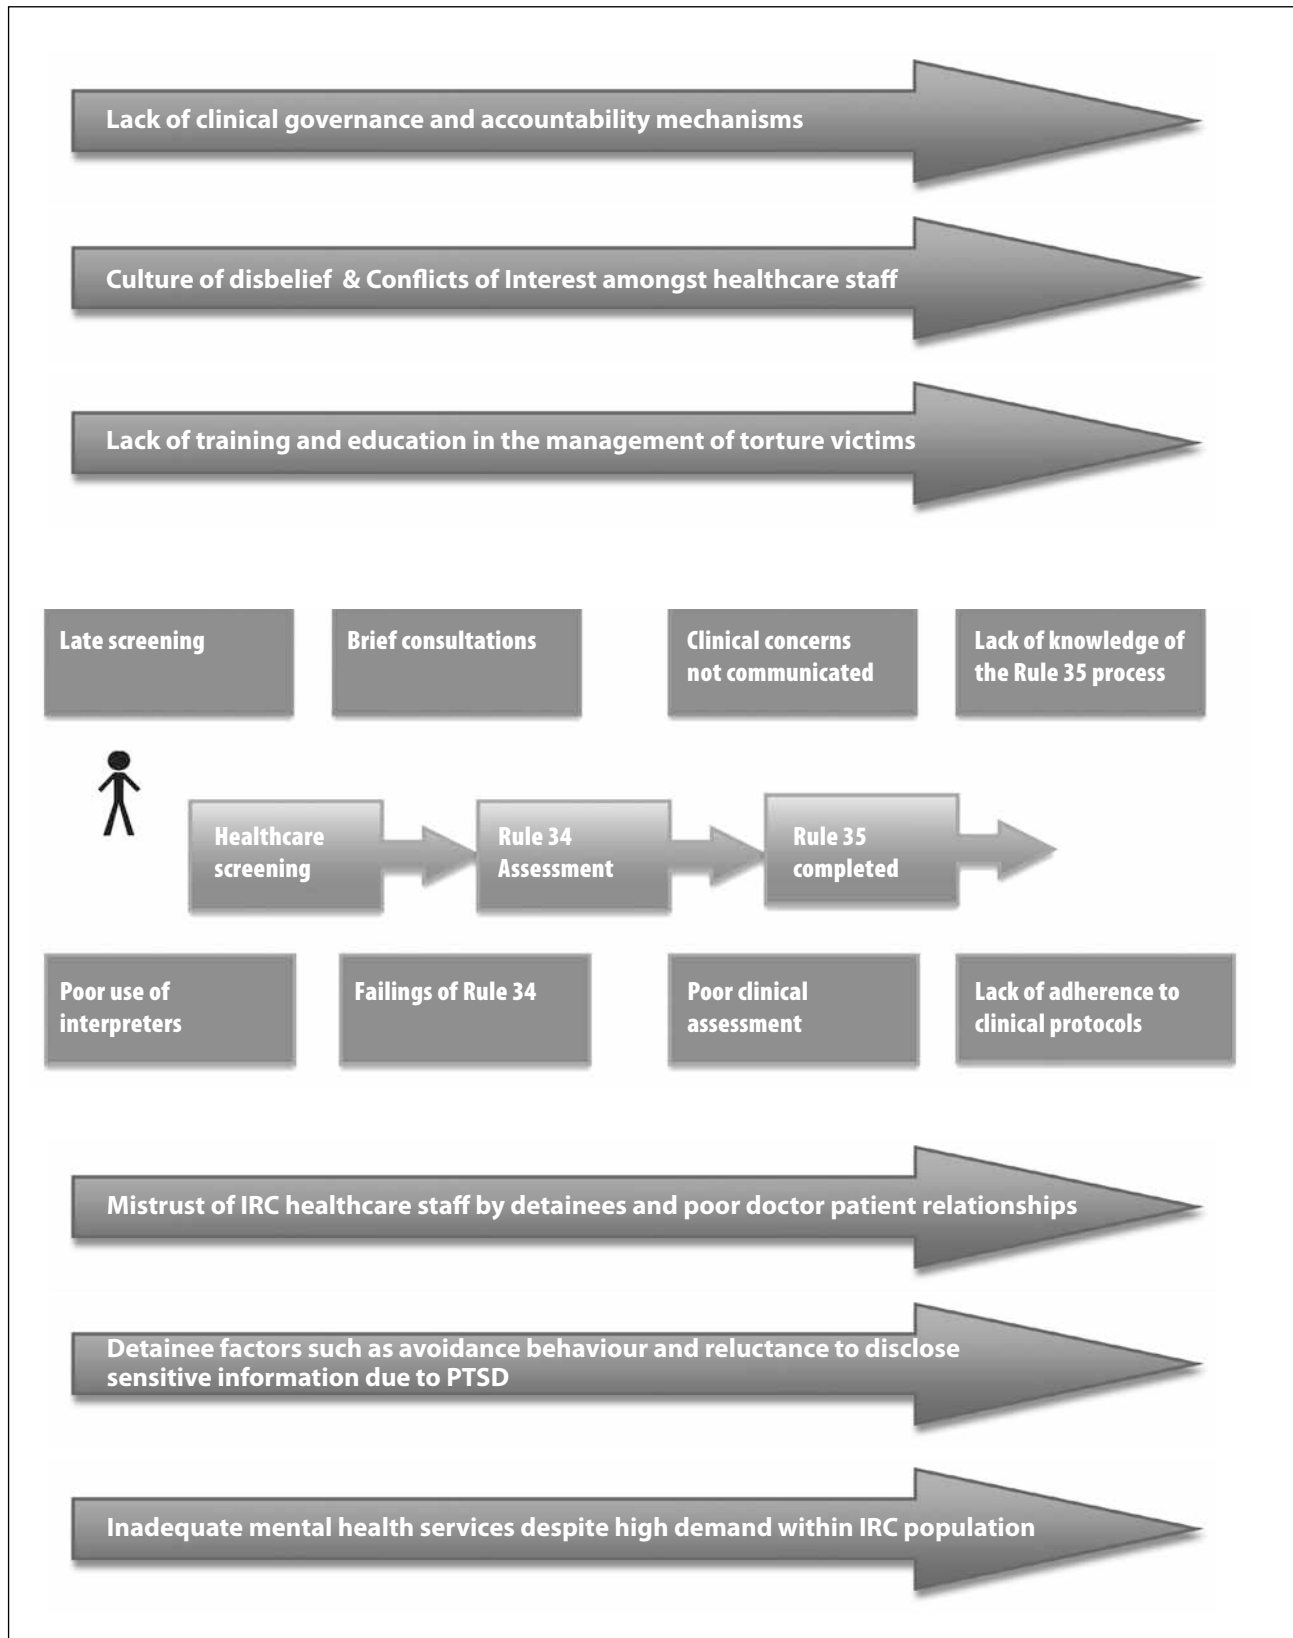 Lack of clinical governance and accountability mechanisms
Culture of disbelief & Conflicts of Interest amongst healthcare staff
Lack of training and education in the management of torture victims
Late screening
Brief consultations
Clinical concerns
not communicated
Lack of knowledge of
the Rule 35 process
Healthcare
screening
Rule 34
Assessment
Rule 35
completed
Poor use of
interpreters
Failings of Rule 34
Poor clinical
assessment
Lack of adherence to
clinical protocols
Mistrust of IRC healthcare staff by detainees and poor doctor patient relationships
Detainee factors such as avoidance behaviour and reluctance to disclose
sensitive information due to PTSD
Inadequate mental health services despite high demand within IRC population